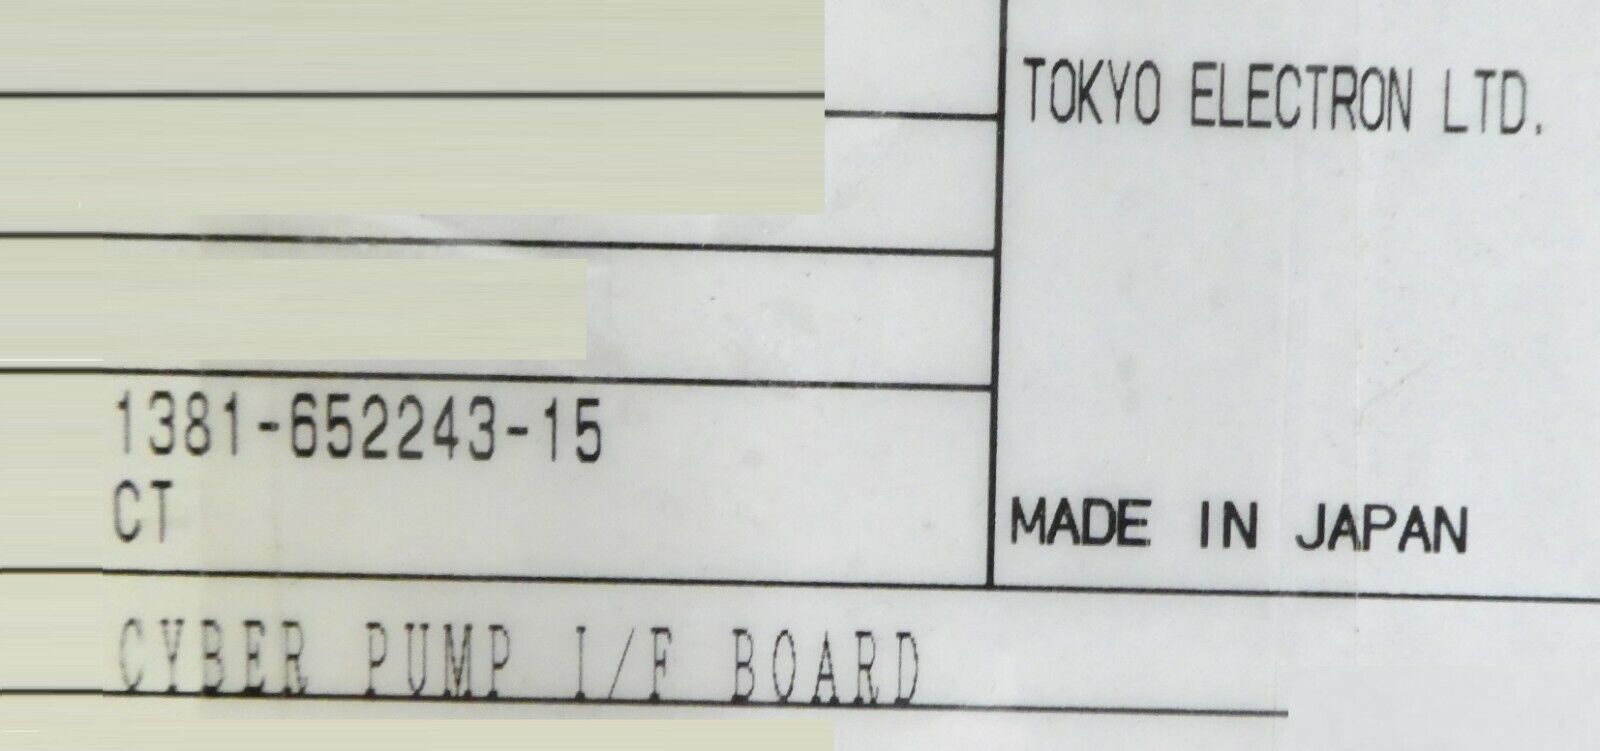 TOKYO ELECTRON LTD.
1381-652243-15
CT
MADE IN JAPAN
CYBER PUMP I/F BOARD